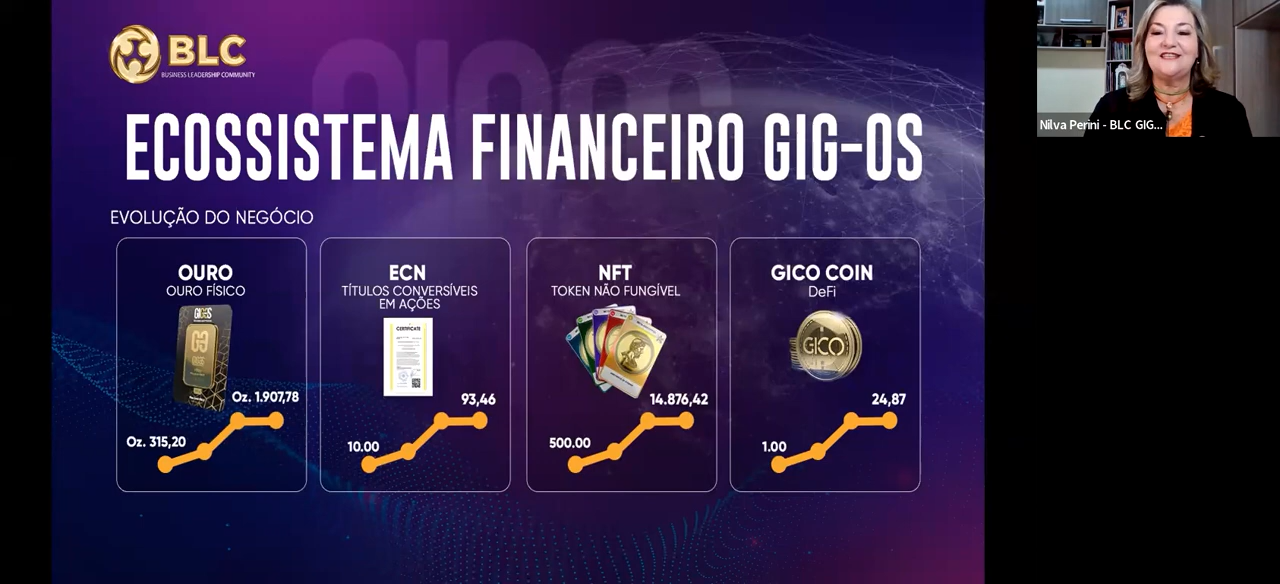 BLC
BUSINESS LEADERSHIP COMMUNITY
ECOSSISTEMA FINANCEIRO GIG-OS
EVOLUÇÃO DO NEGÓCIO
OURO
OURO FÍSICO
GIGOS
Oz. 315,20
Oz. 1.907,78
ECN
TÍTULOS CONVERSÍVEIS
EM AÇÕES
CERTIFICATE
10.00
93,46
NFT
TOKEN NÃO FUNGÍVEL
500.00
14.876,42
GICO COIN
DeFi
GICO
1.00
24,87
Nilva Perini - BLC GIG...